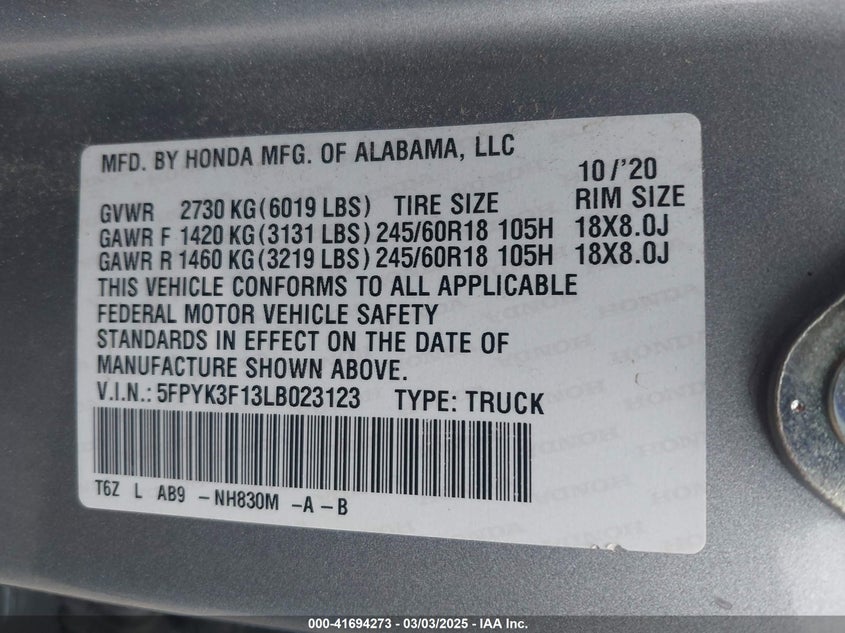 MFD. BY HONDA MFG. OF ALABAMA, LLC
10/'20
GVWR 2730 KG(6019 LBS) TIRE SIZE RIM SIZE
GAWR F 1420 KG(3131 LBS)245/60R18 105H 18X8.0J
GAWR R 1460 KG(3219 LBS)245/60R18 105H 18X8.0J
THIS VEHICLE CONFORMS TO ALL APPLICABLE
FEDERAL MOTOR VEHICLE SAFETY
STANDARDS IN EFFECT ON THE DATE OF
MANUFACTURE SHOWN ABOVE.
V.I.N.: 5FPYK3F13LB023123 TYPE: TRUCK
T6Z L AB9 -NH830M -A -B
000-41694273 - 03/03/2025 - IAA Inc.